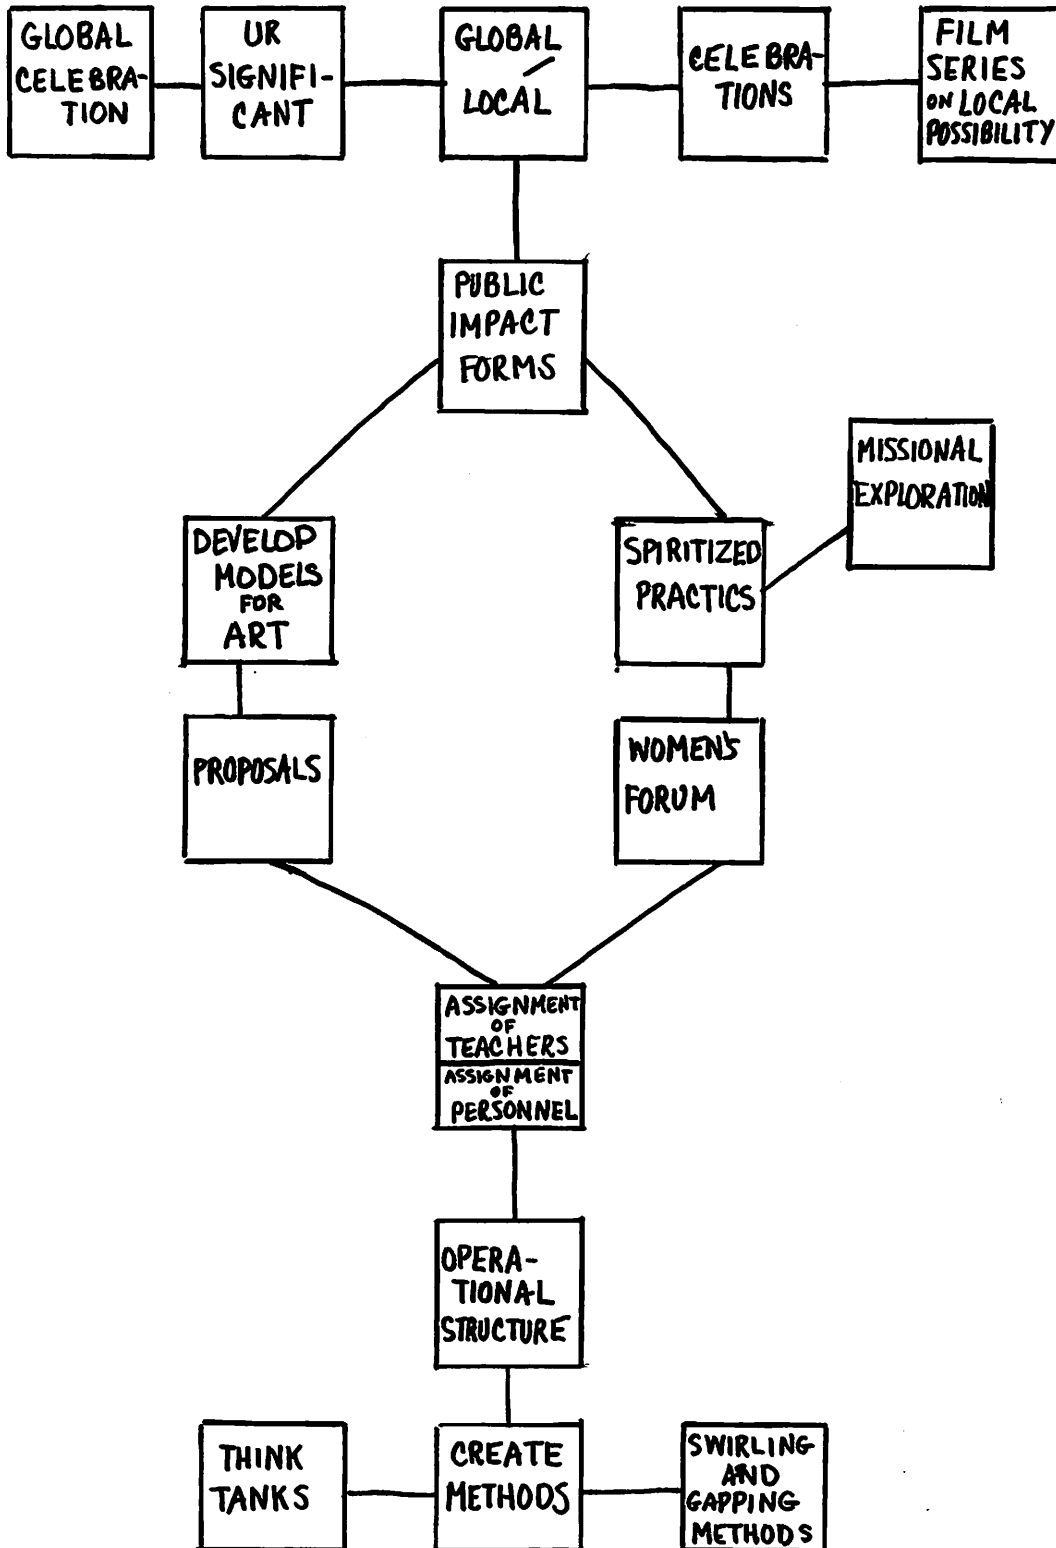 GLOBAL
CELEBRA-
TION
UR
SIGNIFI-
CANT
GLOBAL/
LOCAL
CELEBRA-
TIONS
FILM
SERIES
ON LOCAL
POSSIBILITY
PUBLIC
IMPACT
FORMS
MISSIONAL
EXPLORATION
DEVELOP
MODELS
FOR
ART
SPIRITIZED
PRACTICS
PROPOSALS
WOMEN'S
FORUM
ASSIGNMENT
OF
TEACHERS
ASSIGNMENT
OF
PERSONNEL
OPERA-
TIONAL
STRUCTURE
THINK
TANKS
CREATE
METHODS
SWIRLING
AND
GAPPING
METHODS